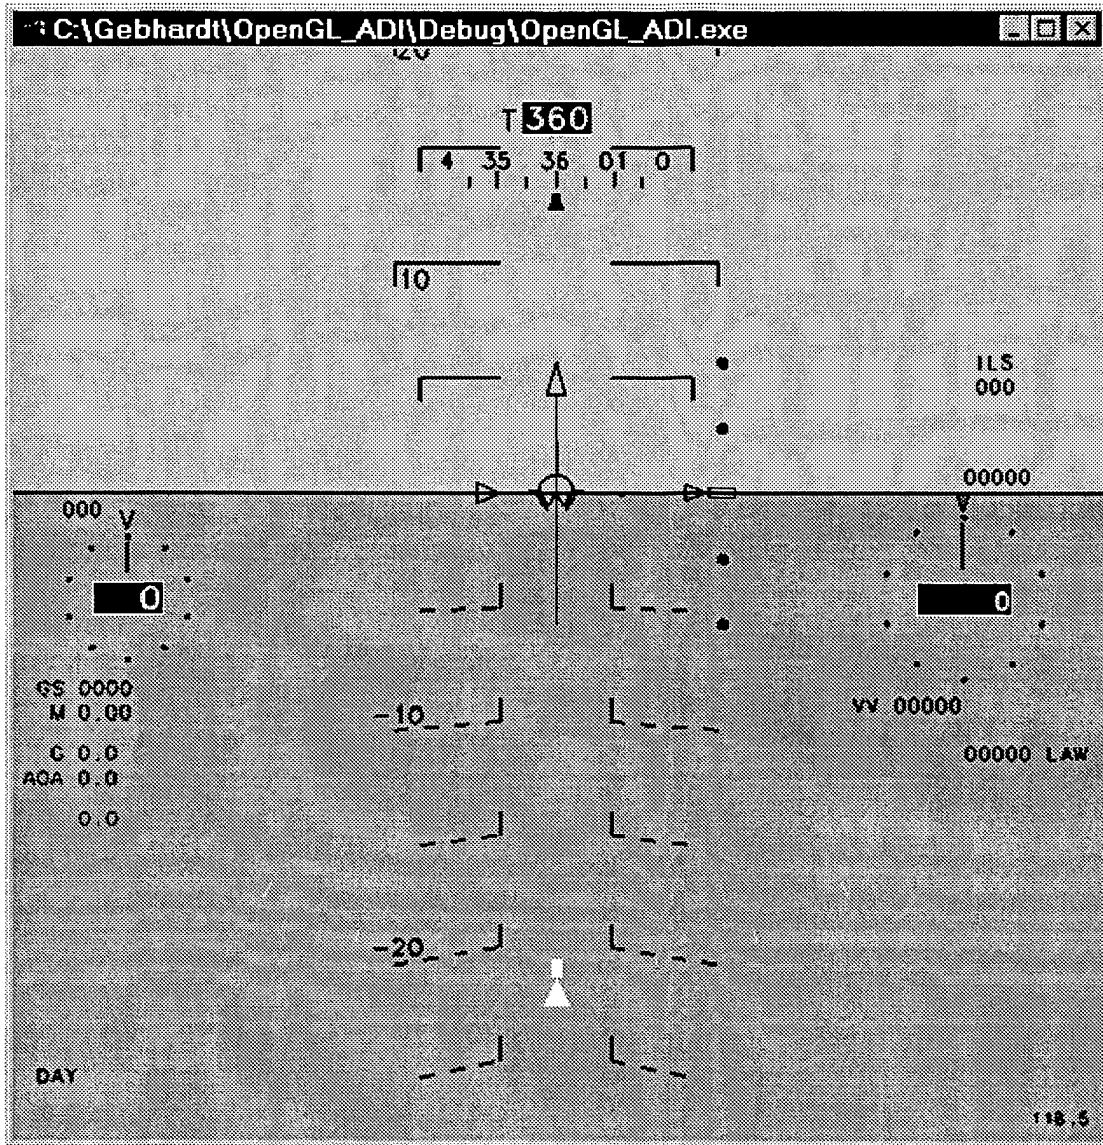 C:\Gebhardt\OpenGL_ADI\Debug\OpenGL_ADI.exe
20
T 360
4 35 36 01 0
10
ILS
000
00000
000
0
0
GS 0000
M 0.00
-10
VV 00000
G 0.0
00000 LAW
AOA 0.0
0.0
-20
DAY
118.5